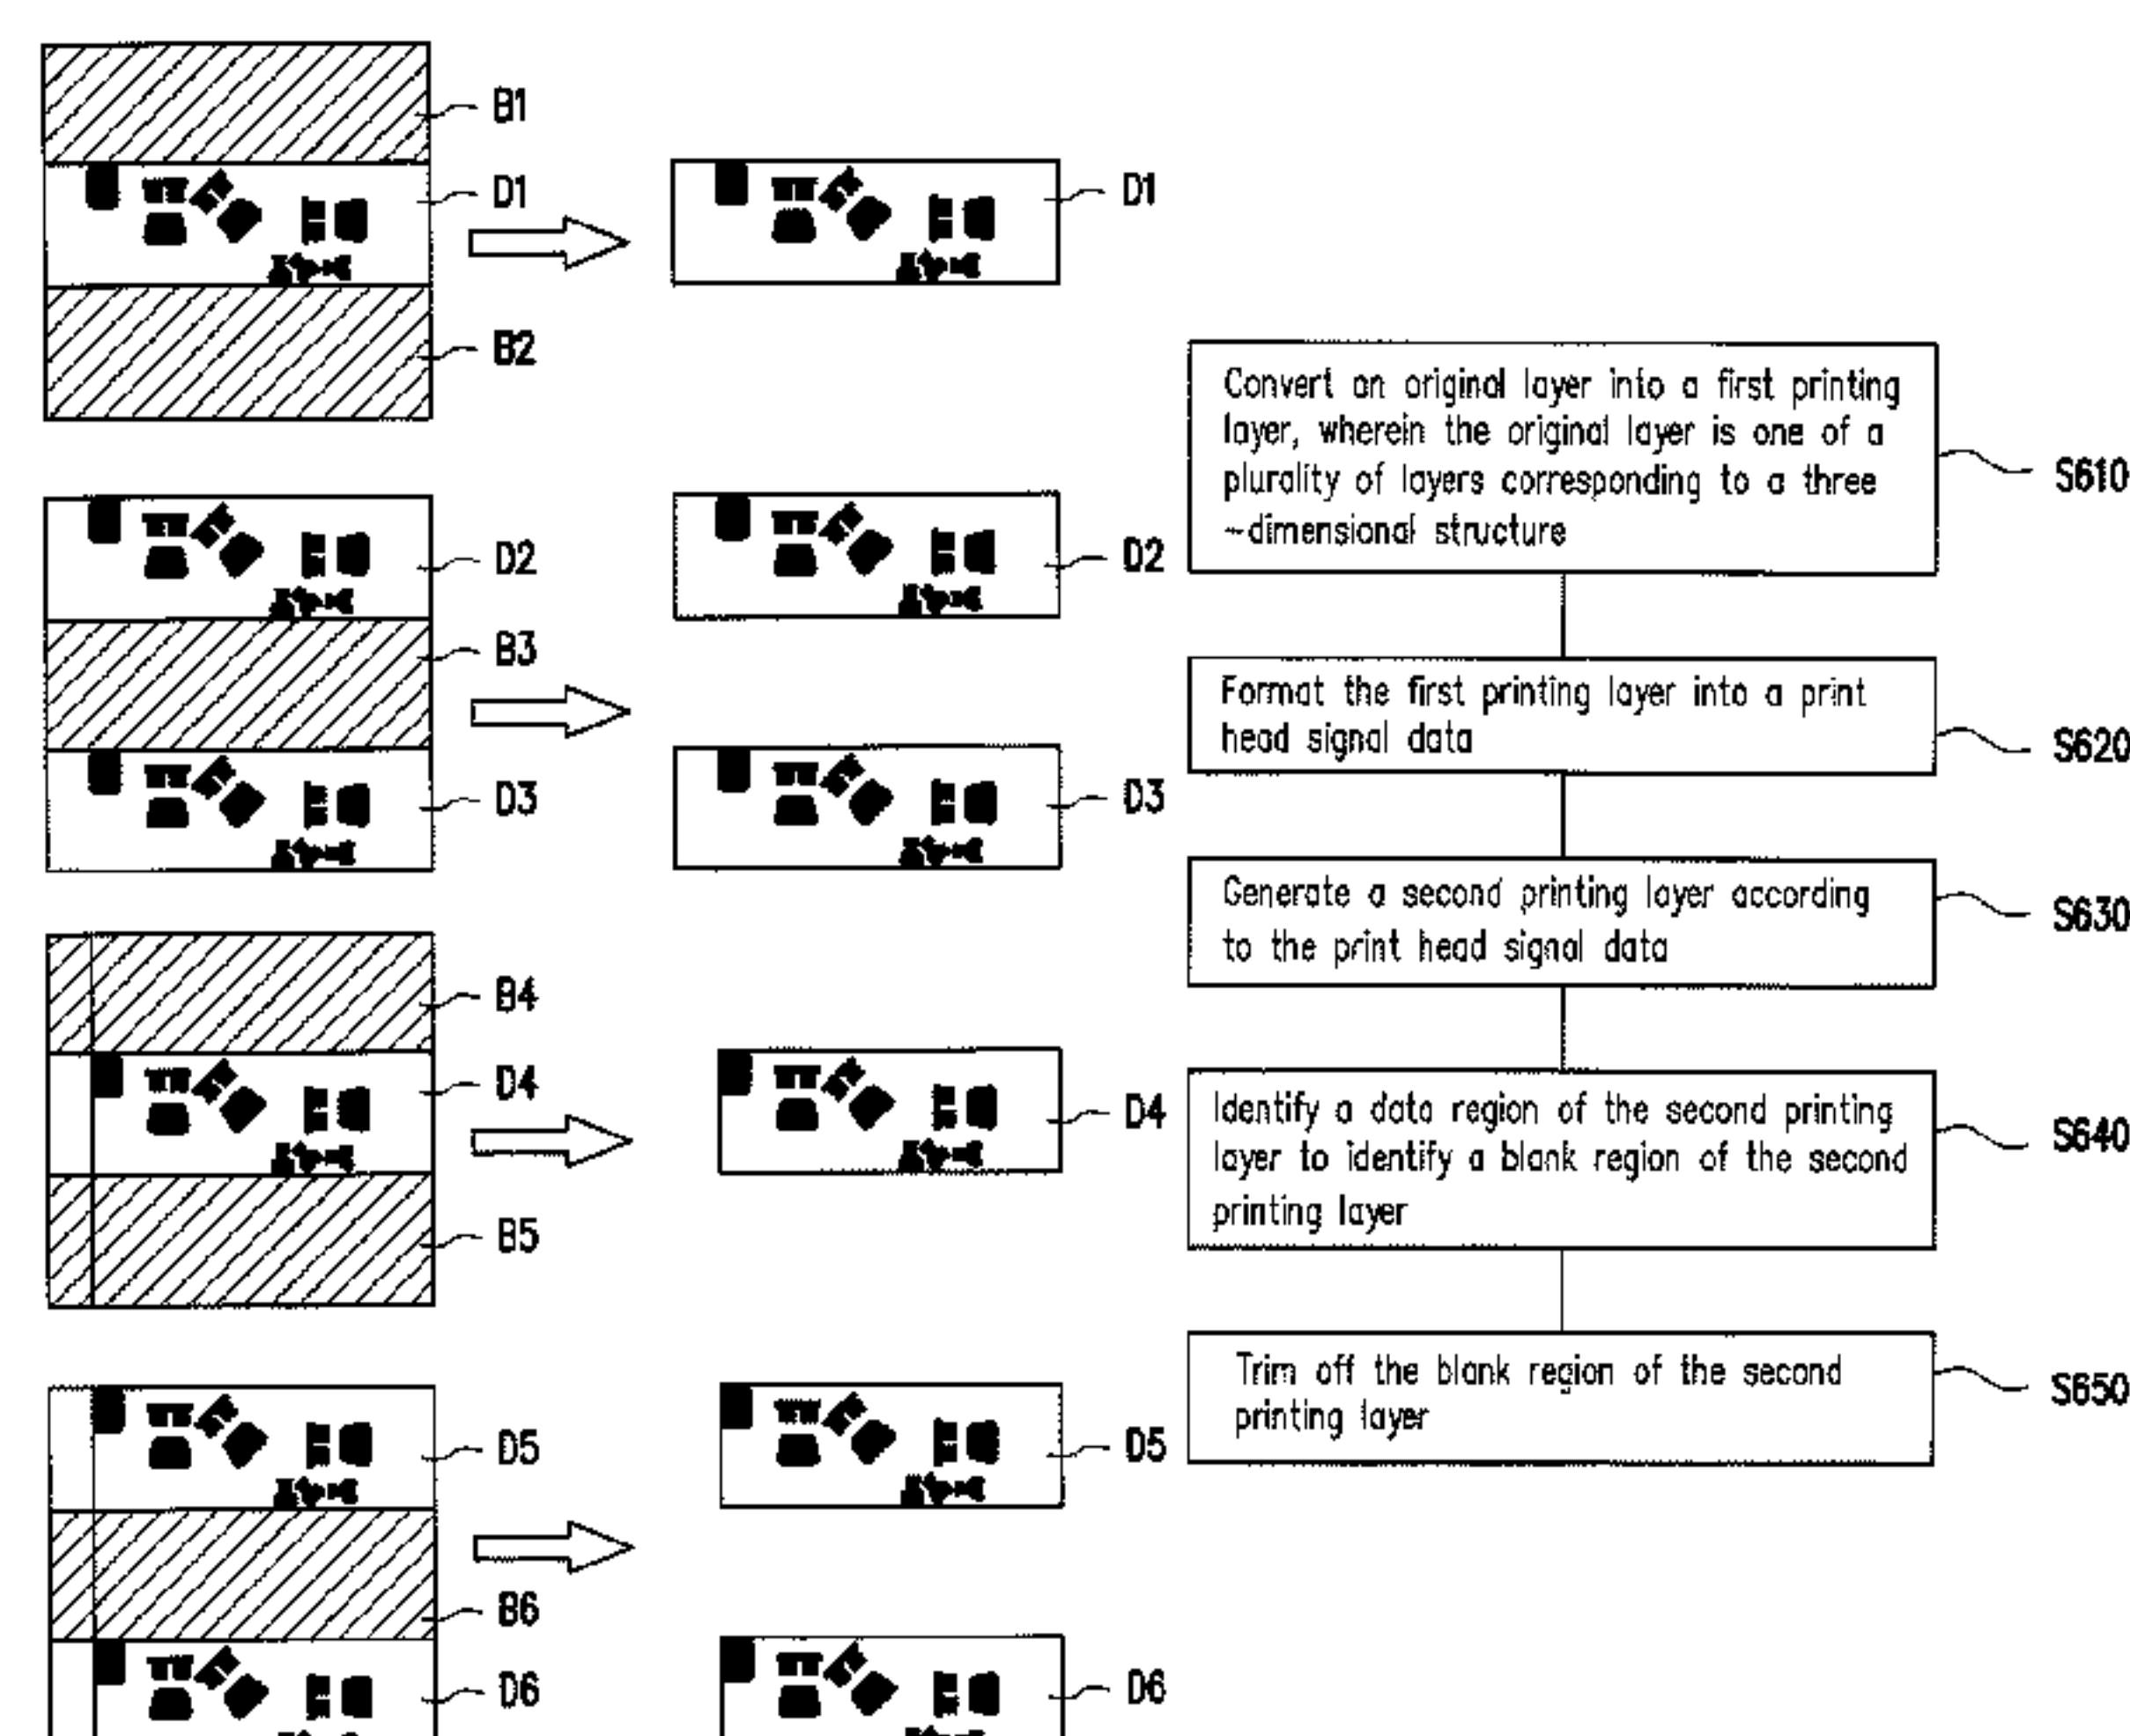 B1
D1
B2
D1
D2
B3
D3
D2
D3
B4
D4
B5
D4
D5
B6
D6
D5
D6
Convert an original layer into a first printing
layer, wherein the original layer is one of a
plurality of layers corresponding to a three
-dimensional structure
S610
Format the first printing layer into a print
head signal data
S620
Generate a second printing layer according
to the print head signal data
S630
Identify a data region of the second printing
layer to identify a blank region of the second
printing layer
S640
Trim off the blank region of the second
printing layer
S650